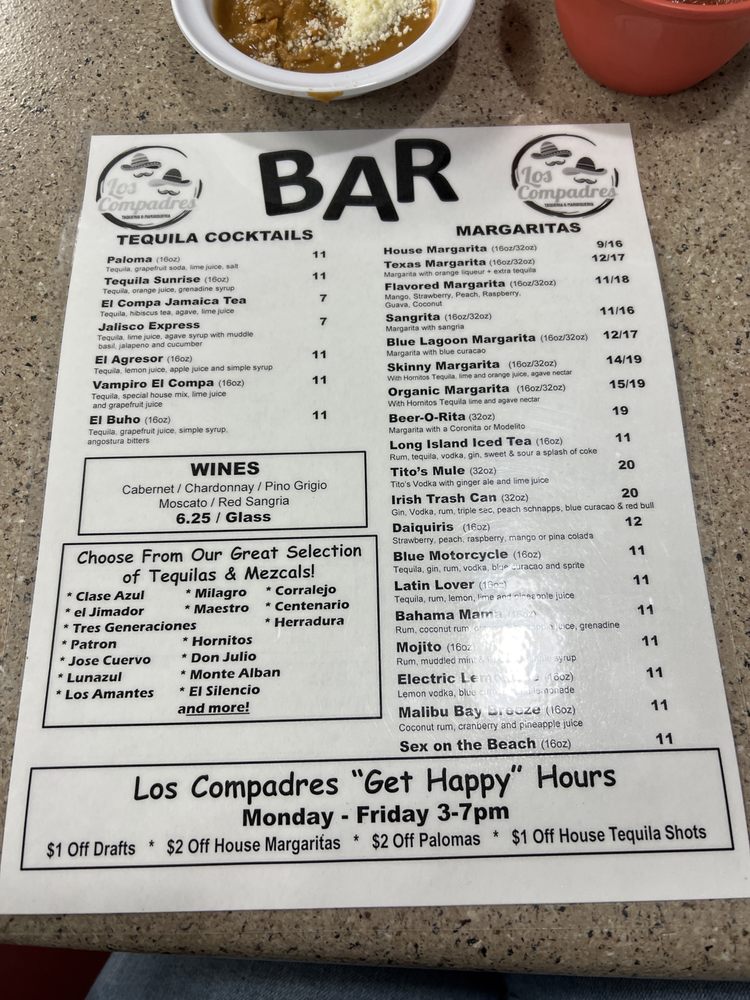 Los
Compadres
TAQUERIA & MARISQUERIA
BAR
Los
Compadres
TAQUERIA & MARISQUERIA
TEQUILA COCKTAILS
Paloma (16oz) 11
Tequila, grapefruit soda, lime juice, salt
Tequila Sunrise (16oz) 11
Tequila, orange juice, grenadine syrup
El Compa Jamaica Tea 7
Tequila, hibiscus tea, agave, lime juice
Jalisco Express 7
Tequila, lime juice, agave syrup with muddle
basil, jalapeno and cucumber
El Agresor (16oz) 11
Tequila, lemon juice, apple juice and simple syrup
Vampiro El Compa (16oz) 11
Tequila, special house mix, lime juice
and grapefruit juice
El Buho (16oz) 11
Tequila, grapefruit juice, simple syrup,
angostura bitters
WINES
Cabernet / Chardonnay / Pino Grigio
Moscato / Red Sangria
6.25 / Glass
Choose From Our Great Selection
of Tequilas & Mezcals!
* Clase Azul * Milagro * Corralejo
* el Jimador * Maestro * Centenario
* Tres Generaciones * Herradura
* Patron * Hornitos
* Jose Cuervo * Don Julio
* Lunazul * Monte Alban
* Los Amantes * El Silencio
and more!
MARGARITAS
House Margarita (16oz/32oz) 9/16
Texas Margarita (16oz/32oz) 12/17
Margarita with orange liqueur + extra tequila
Flavored Margarita (16oz/32oz) 11/18
Mango, Strawberry, Peach, Raspberry,
Guava, Coconut
Sangrita (16oz/32oz) 11/16
Margarita with sangria
Blue Lagoon Margarita (16oz/32oz) 12/17
Margarita with blue curacao
Skinny Margarita (16oz/32oz) 14/19
With Hornitos Tequila, lime and orange juice, agave nectar
Organic Margarita (16oz/32oz) 15/19
With Hornitos Tequila lime and agave nectar
Beer-O-Rita (32oz) 19
Margarita with a Coronita or Modelito
Long Island Iced Tea (16oz) 11
Rum, tequila, vodka, gin, sweet & sour a splash of coke
Tito's Mule (32oz) 20
Tito's Vodka with ginger ale and lime juice
Irish Trash Can (32oz) 20
Gin, Vodka, rum, triple sec, peach schnapps, blue curacao & red bull
Daiquiris (16oz) 12
Strawberry, peach, raspberry, mango or pina colada
Blue Motorcycle (16oz) 11
Tequila, gin, rum, vodka, blue curacao and sprite
Latin Lover (16oz) 11
Tequila, rum, lemon, lime and pineapple juice
Bahama Mama 11
Rum, coconut rum, juice, grenadine
Mojito (16oz) 11
Rum, muddled mint & syrup
Electric Lemonade (16oz) 11
Lemon vodka, blue lemonade
Malibu Bay Breeze (16oz) 11
Coconut rum, cranberry and pineapple juice
Sex on the Beach (16oz) 11
Los Compadres "Get Happy" Hours
Monday - Friday 3-7pm
$1 Off Drafts * $2 Off House Margaritas * $2 Off Palomas * $1 Off House Tequila Shots